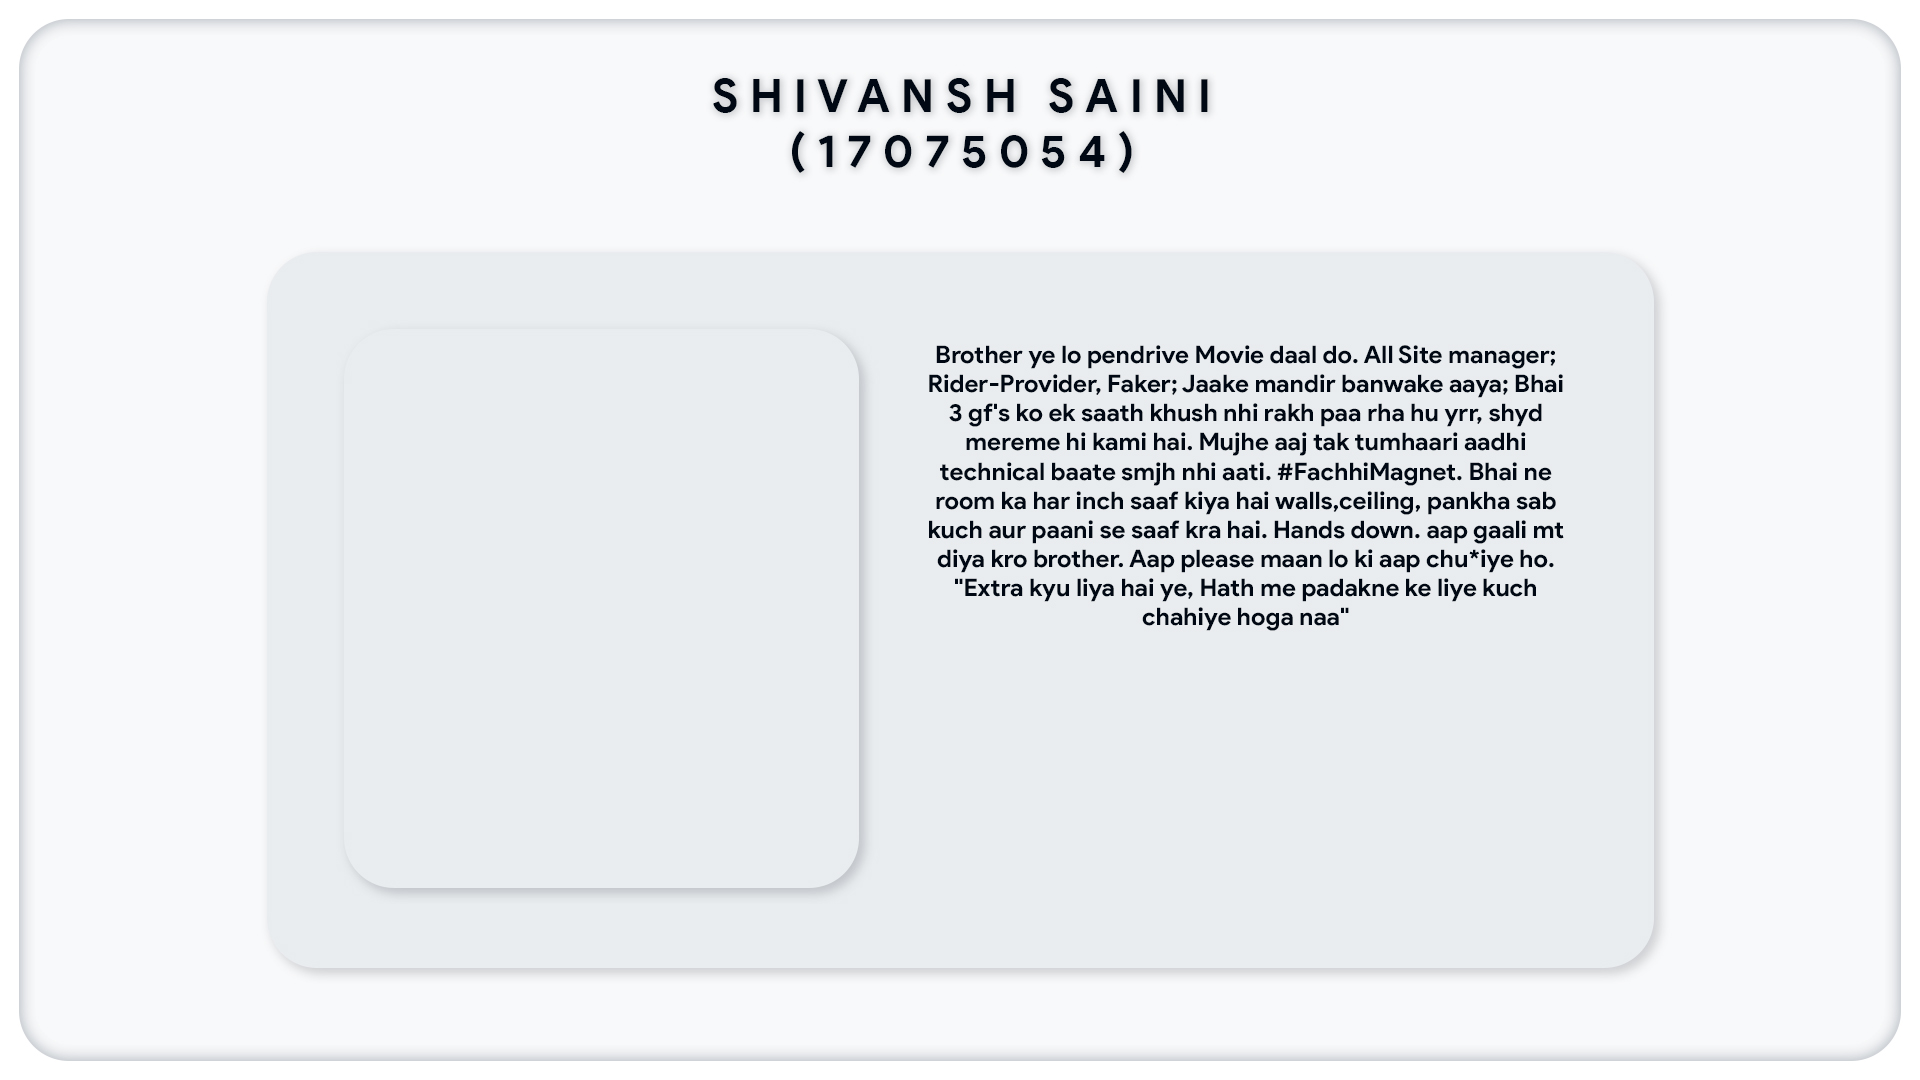 SHIVANSH SAINI
(17075054)
Brother ye lo pendrive Movie daal do. All Site manager;
Rider-Provider, Faker; Jaake mandir banwake aaya; Bhai
3 gf's ko ek saath khush nhi rakh paa rha hu yrr, shyd
mereme hi kami hai. Mujhe aaj tak tumhaari aadhi
technical baate smjh nhi aati. #FachhiMagnet. Bhai ne
room ka har inch saaf kiya hai walls,ceiling, pankha sab
kuch aur paani se saaf kra hai. Hands down. aap gaali mt
diya kro brother. Aap please maan lo ki aap chu*iye ho.
"Extra kyu liya hai ye, Hath me padakne ke liye kuch
chahiye hoga naa"